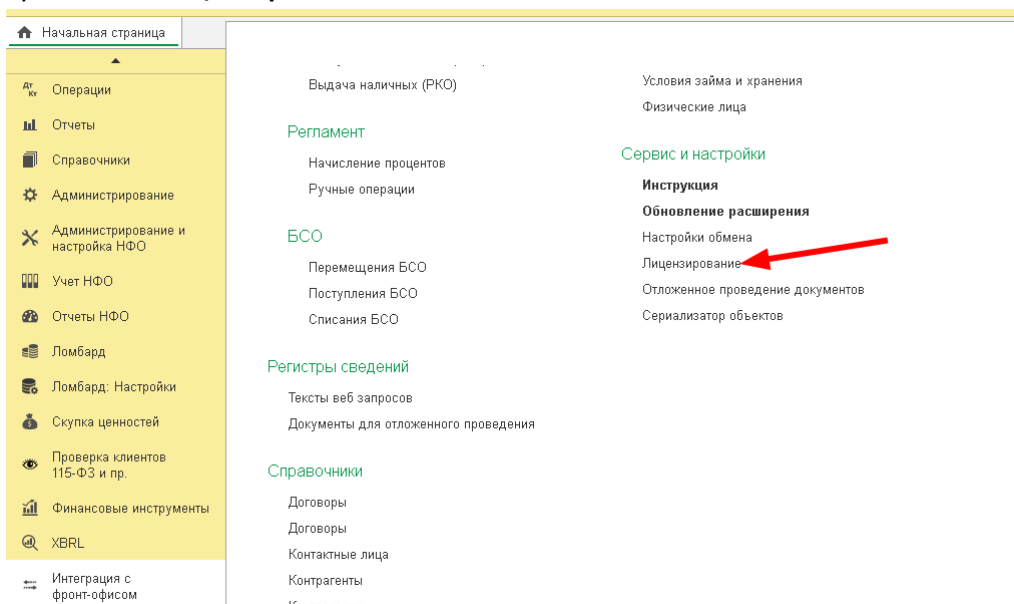 Начальная страница
Операции
Отчеты
Справочники
Администрирование
Администрирование и
настройка НФО
Учет НФО
Отчеты НФО
Ломбард
Ломбард: Настройки
Скупка ценностей
Проверка клиентов
115-ФЗ и пр.
Финансовые инструменты
XBRL
Интеграция с
фронт-офисом
Выдача наличных (РКО)
Регламент
Начисление процентов
Ручные операции
БСО
Перемещения БСО
Поступления БСО
Списания БСО
Регистры сведений
Тексты веб запросов
Документы для отложенного проведения
Справочники
Договоры
Договоры
Контактные лица
Контрагенты
Условия займа и хранения
Физические лица
Сервис и настройки
Инструкция
Обновление расширения
Настройки обмена
Лицензирование
Отложенное проведение документов
Сериализатор объектов